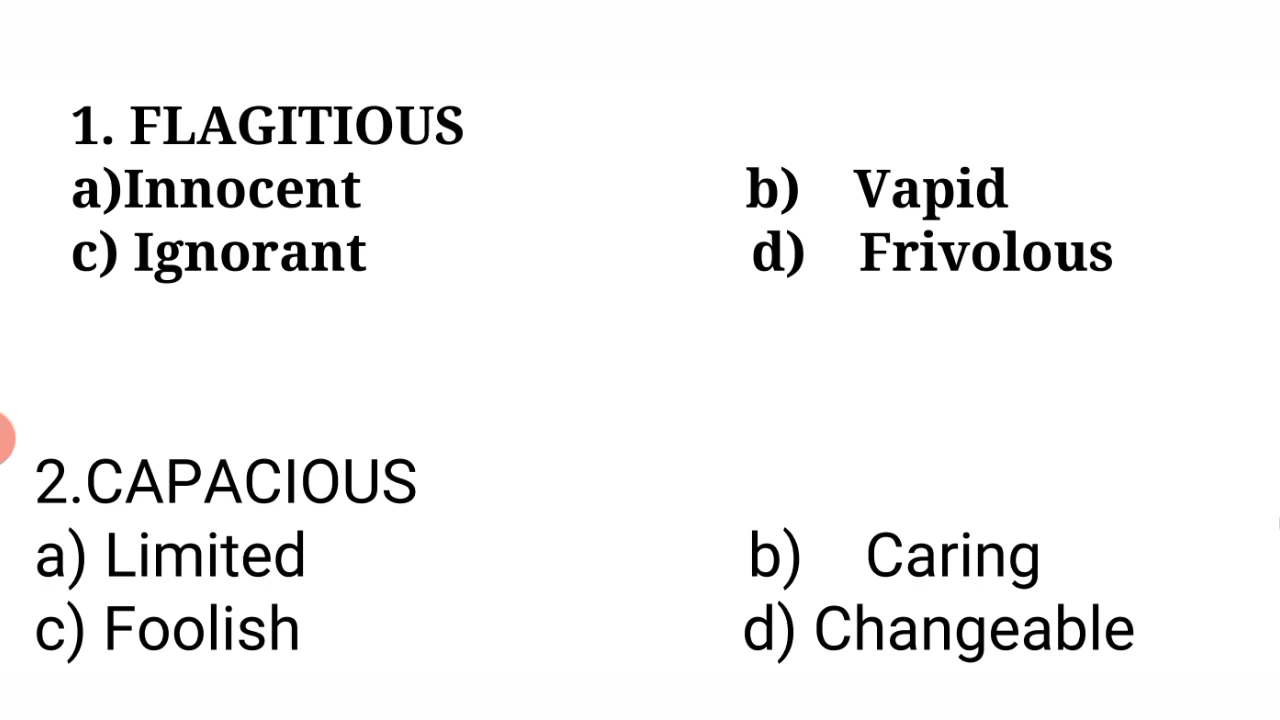 1. FLAGITIOUS
a)Innocent b) Vapid
c) Ignorant d) Frivolous
2.CAPACIOUS
a) Limited b) Caring
c) Foolish d) Changeable